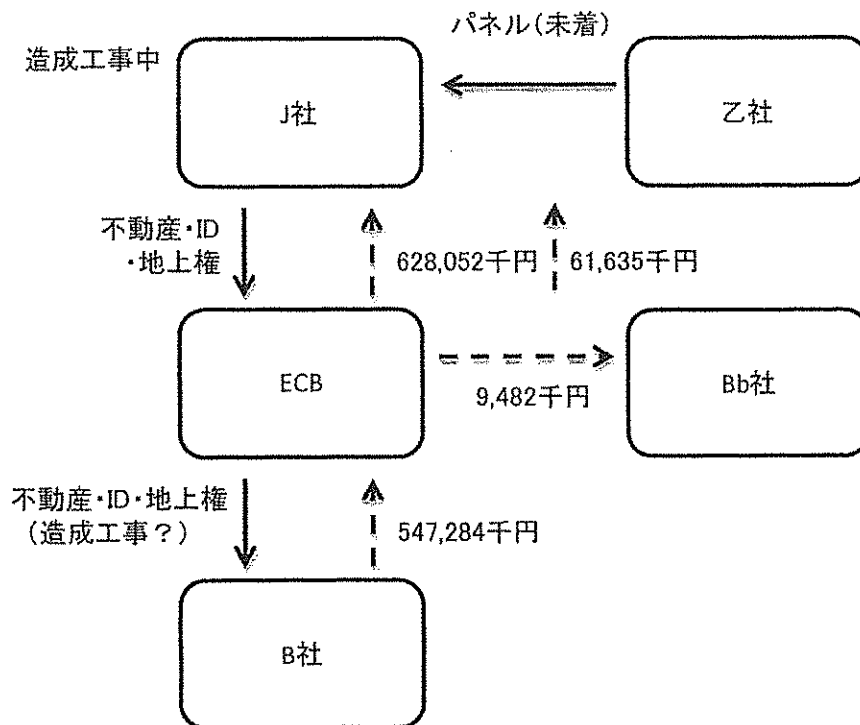 パネル(未着)
造成工事中
J社
乙社
不動産・ID
・地上権
628,052千円
61,635千円
ECB
9,482千円
Bb社
不動産・ID・地上権
(造成工事?)
547,284千円
B社